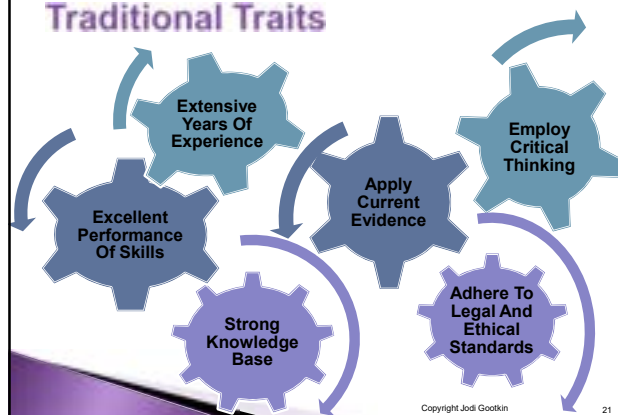 Traditional Traits
Extensive
Years Of
Experience
Employ
Critical
Thinking
Apply
Current
Evidence
Excellent
Performance
Of Skills
Strong
Knowledge
Base
Adhere To
Legal And
Ethical
Standards
Copyright Jodi Gootkin
21